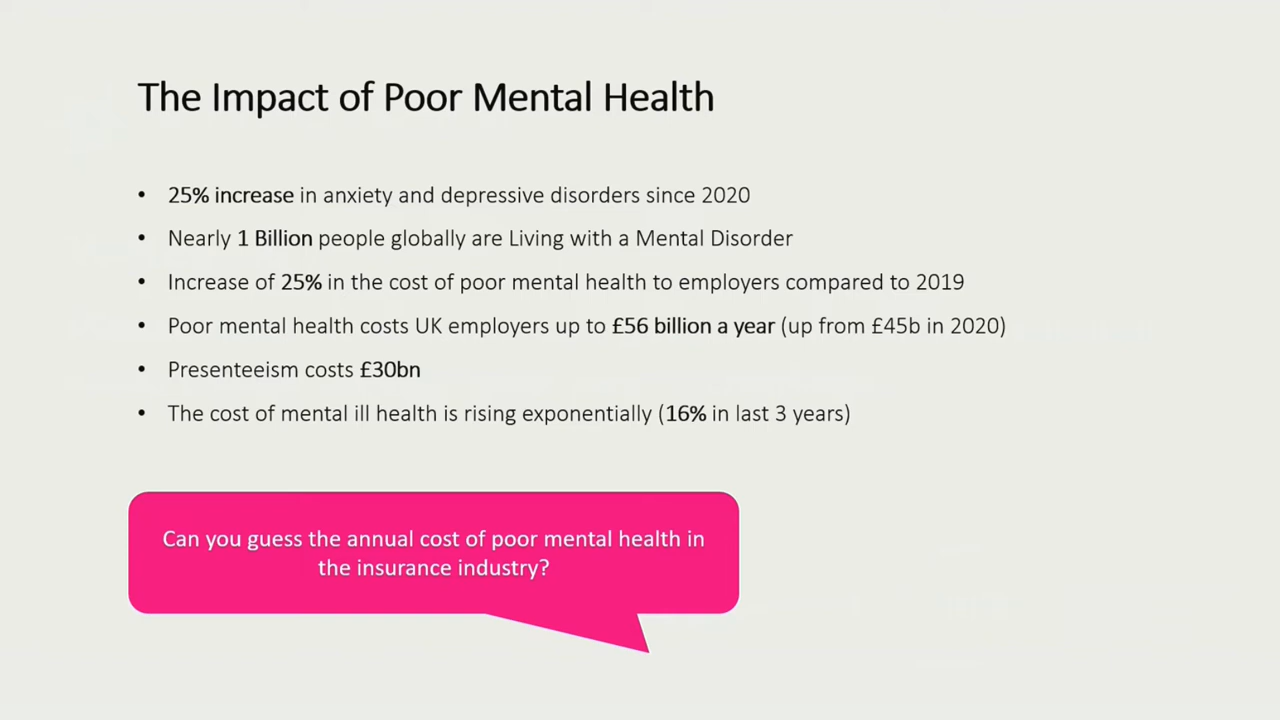 The Impact of Poor Mental Health
• 25% increase in anxiety and depressive disorders since 2020
• Nearly 1 Billion people globally are Living with a Mental Disorder
• Increase of 25% in the cost of poor mental health to employers compared to 2019
• Poor mental health costs UK employers up to £56 billion a year (up from £45b in 2020)
• Presenteeism costs £30bn
• The cost of mental ill health is rising exponentially (16% in last 3 years)
Can you guess the annual cost of poor mental health in
the insurance industry?